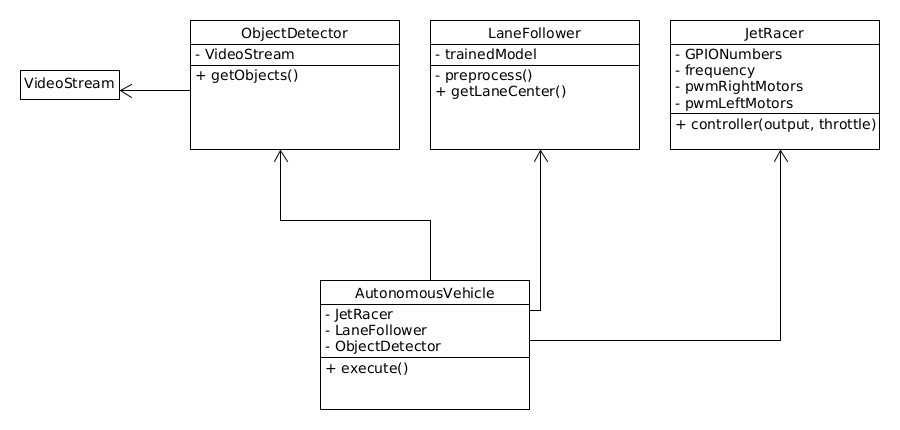 ObjectDetector
- VideoStream
+ getObjects()
LaneFollower
- trainedModel
- preprocess()
+ getLaneCenter()
JetRacer
- GPIONumbers
- frequency
- pwmRightMotors
- pwmLeftMotors
+ controller(output, throttle)
VideoStream
AutonomousVehicle
- JetRacer
- LaneFollower
- ObjectDetector
+ execute()